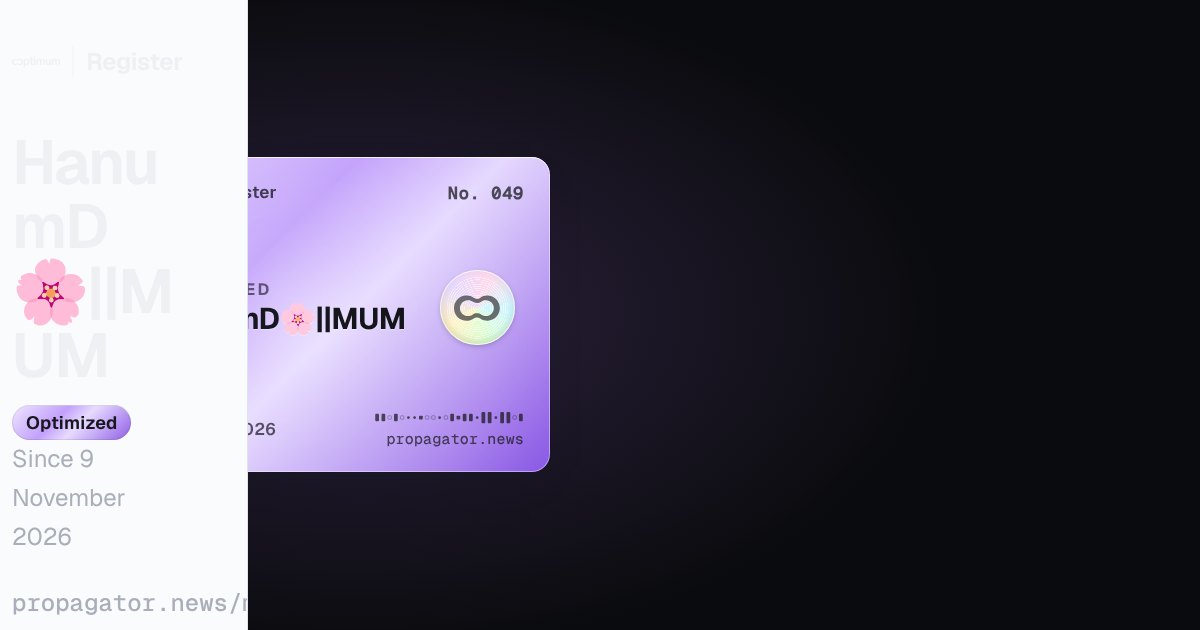 optimum
Register
Hanu
mD
🌸||M
UM
Optimized
Since 9
November
2026
propagator.news/
ster
No. 049
ED
mD🌸||MUM
026
propagator.news